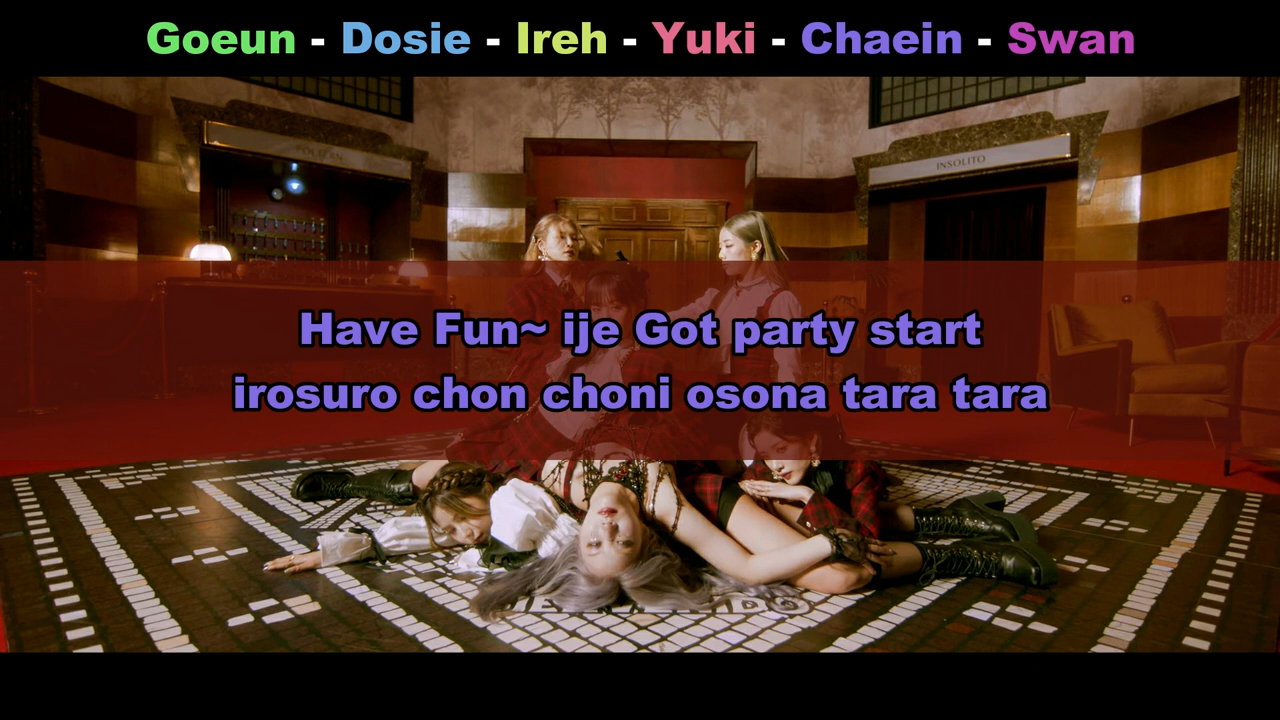 Goeun - Dosie - Ireh - Yuki - Chaein - Swan
INSOLITO
Have Fun~ ije Got party start
irosuro chon choni osona tara tara